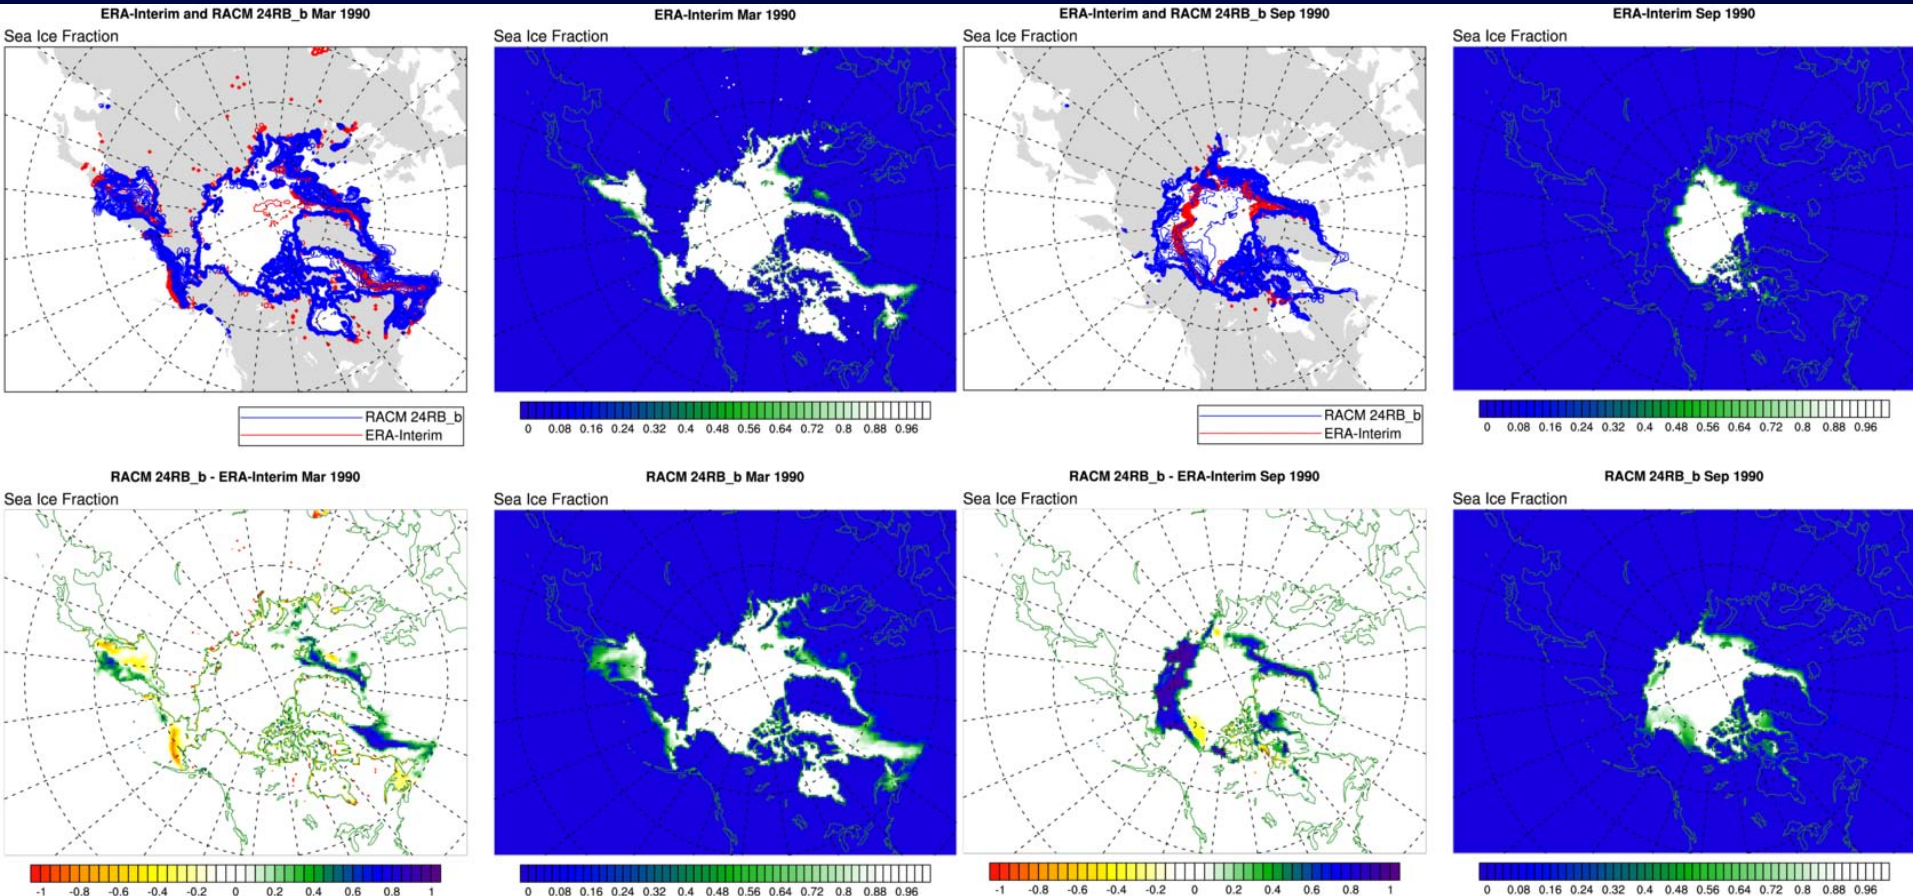 ERA-Interim and RACM 24RB_b Mar 1990
Sea Ice Fraction
RACM 24RB_b
ERA-Interim
ERA-Interim Mar 1990
Sea Ice Fraction
0 0.08 0.16 0.24 0.32 0.4 0.48 0.56 0.64 0.72 0.8 0.88 0.96
ERA-Interim and RACM 24RB_b Sep 1990
Sea Ice Fraction
RACM 24RB_b
ERA-Interim
ERA-Interim Sep 1990
Sea Ice Fraction
0 0.08 0.16 0.24 0.32 0.4 0.48 0.56 0.64 0.72 0.8 0.88 0.96
RACM 24RB_b - ERA-Interim Mar 1990
Sea Ice Fraction
-1 -0.8 -0.6 -0.4 -0.2 0 0.2 0.4 0.6 0.8 1
RACM 24RB_b Mar 1990
Sea Ice Fraction
0 0.08 0.16 0.24 0.32 0.4 0.48 0.56 0.64 0.72 0.8 0.88 0.96
RACM 24RB_b - ERA-Interim Sep 1990
Sea Ice Fraction
-1 -0.8 -0.6 -0.4 -0.2 0 0.2 0.4 0.6 0.8 1
RACM 24RB_b Sep 1990
Sea Ice Fraction
0 0.08 0.16 0.24 0.32 0.4 0.48 0.56 0.64 0.72 0.8 0.88 0.96